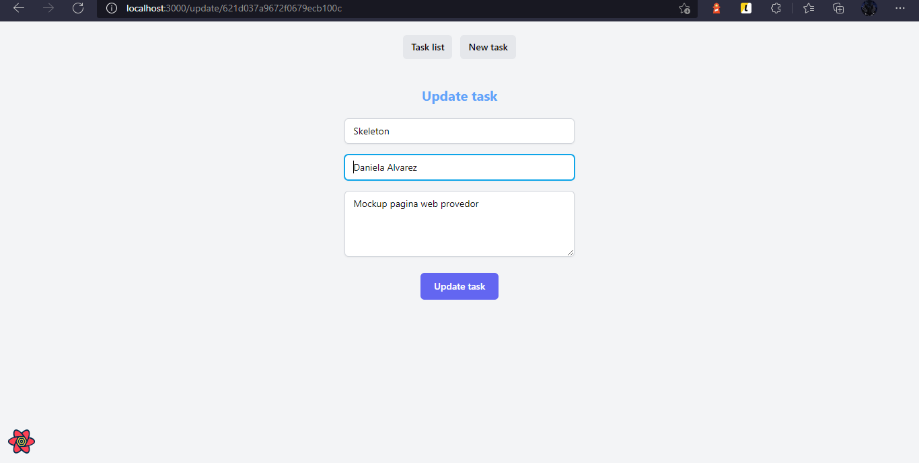 localhost:3000/update/621d037a9672f0679ecb100c
Task list New task
Update task
Skeleton
Daniela Alvarez
Mockup pagina web provedor
Update task